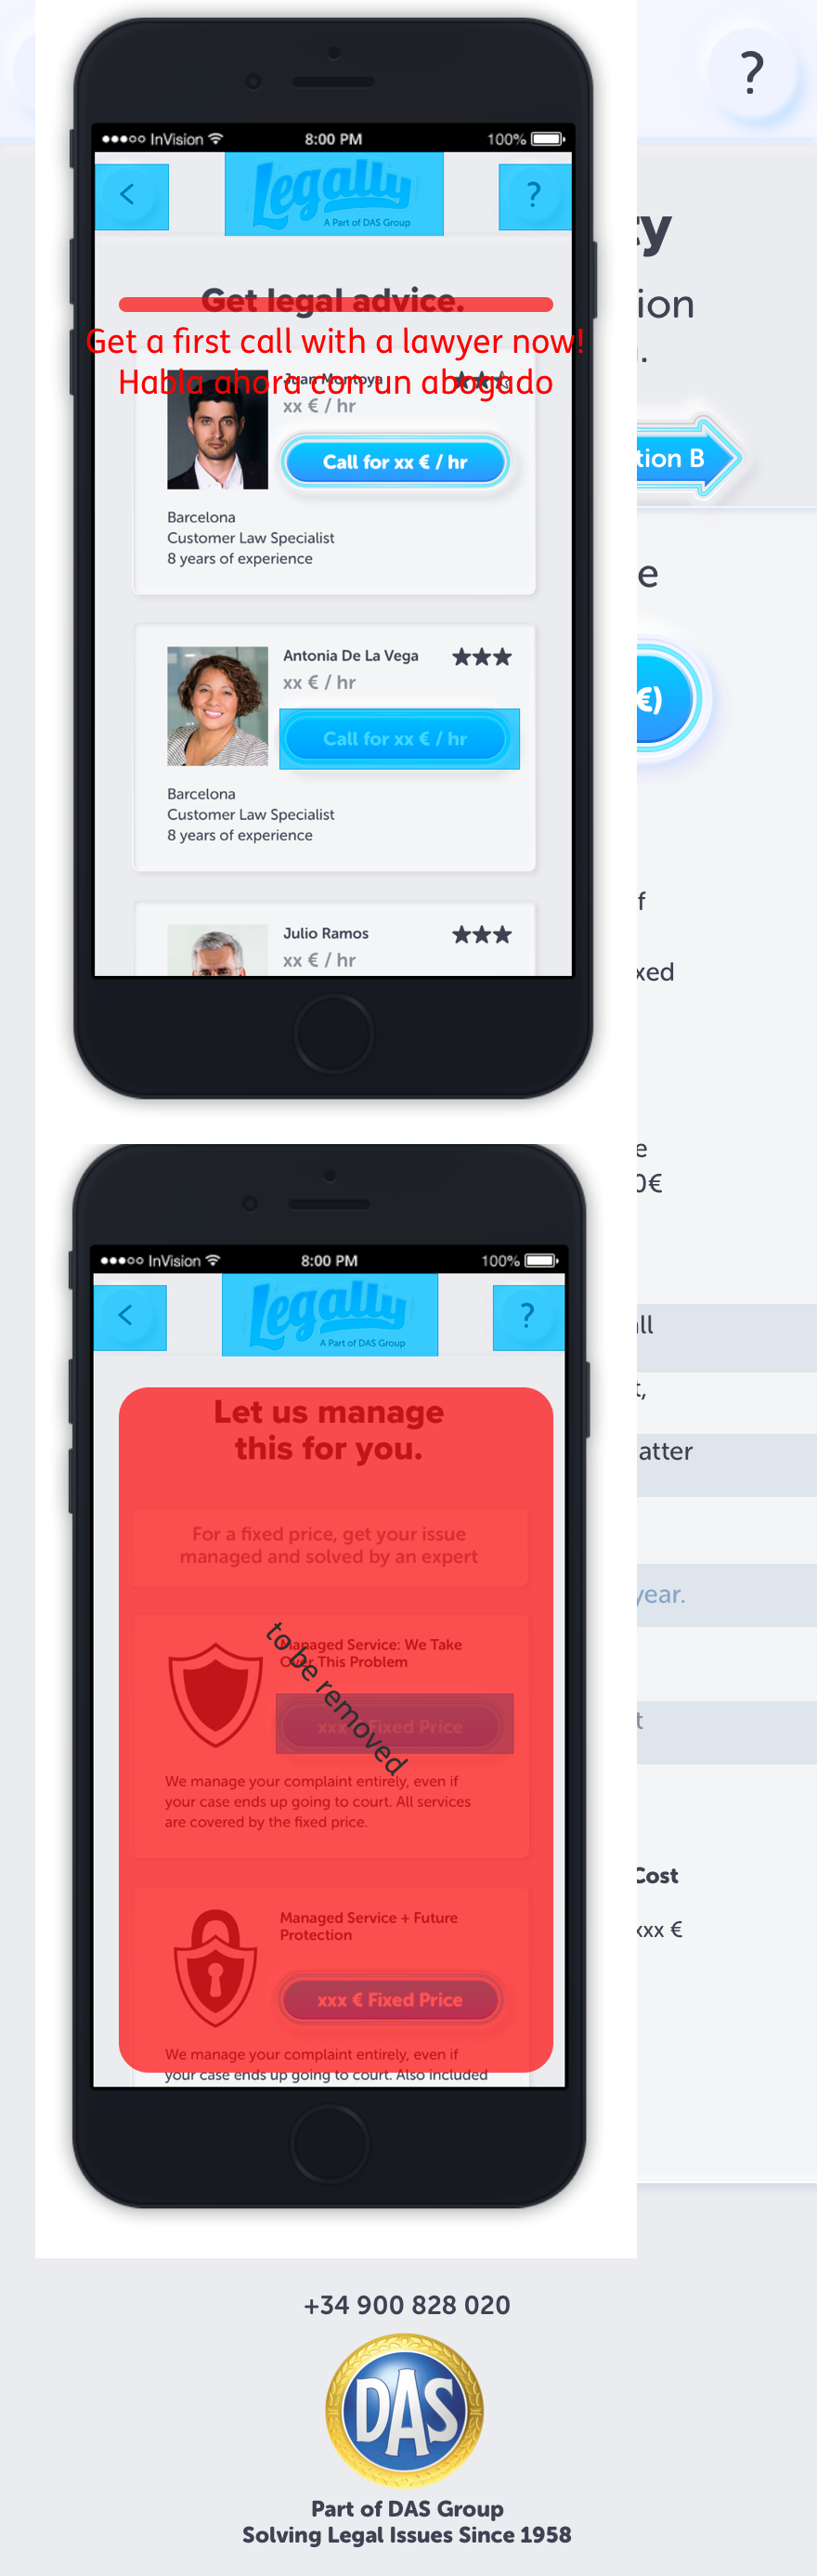 ?
●●●○○ InVision 8:00 PM 100%
<
Legally
A Part of DAS Group
?
Get legal advice.
Get a first call with a lawyer now!
Habla ahora con un abogado
Juan Montoya
xx € / hr
Call for xx € / hr
Barcelona
Customer Law Specialist
8 years of experience
Antonia De La Vega
xx € / hr
Call for xx € / hr
Barcelona
Customer Law Specialist
8 years of experience
Julio Ramos
xx € / hr
ty
ion
tion B
e
€)
f
xed
e
0€
all
t,
atter
year.
t
Cost
xxx €
●●●○○ InVision 8:00 PM 100%
<
Legally
A Part of DAS Group
?
Let us manage
this for you.
For a fixed price, get your issue
managed and solved by an expert
to be removed
Managed Service: We Take
Over This Problem
xxx € Fixed Price
We manage your complaint entirely, even if
your case ends up going to court. All services
are covered by the fixed price.
Managed Service + Future
Protection
xxx € Fixed Price
We manage your complaint entirely, even if
your case ends up going to court. Also included
+34 900 828 020
DAS
Part of DAS Group
Solving Legal Issues Since 1958